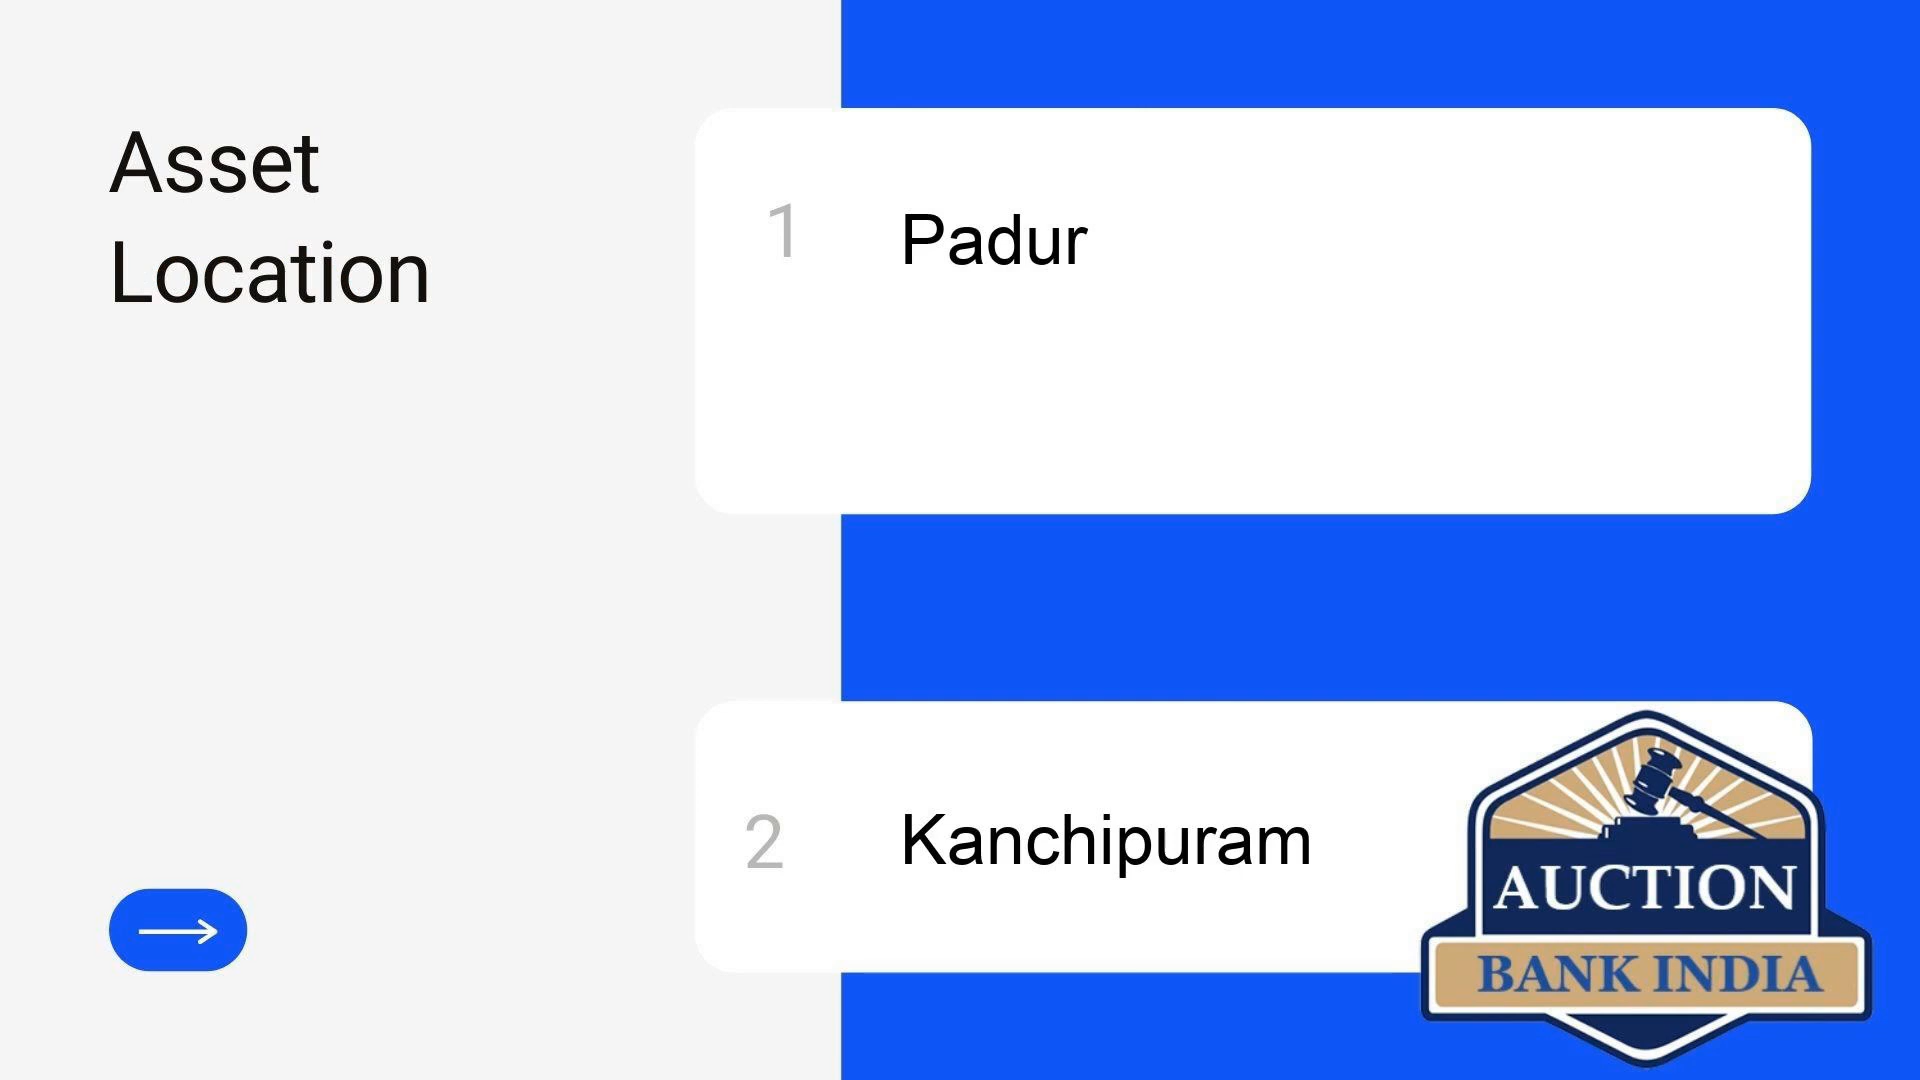 Asset
Location
1
Padur
2
Kanchipuram
AUCTION
BANK INDIA